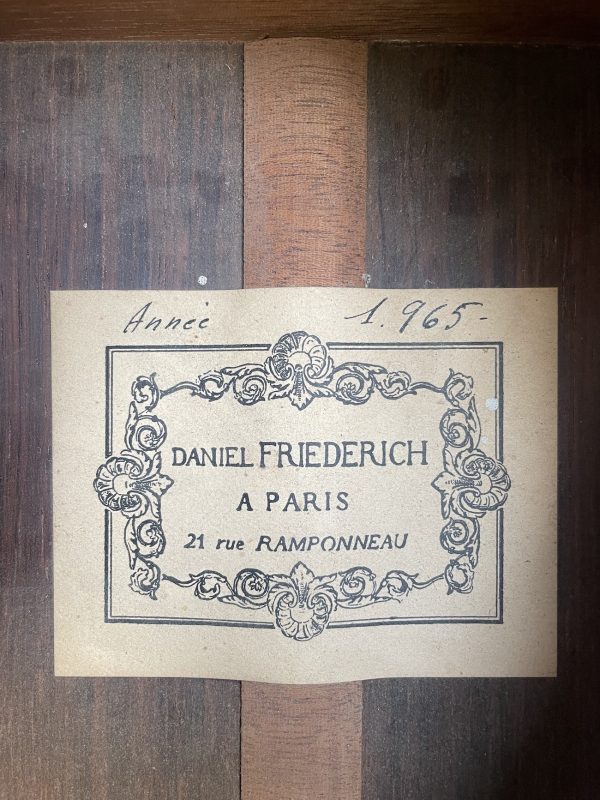 Année 1.965-
DANIEL FRIEDERICH
A PARIS
21 rue RAMPONNEAU